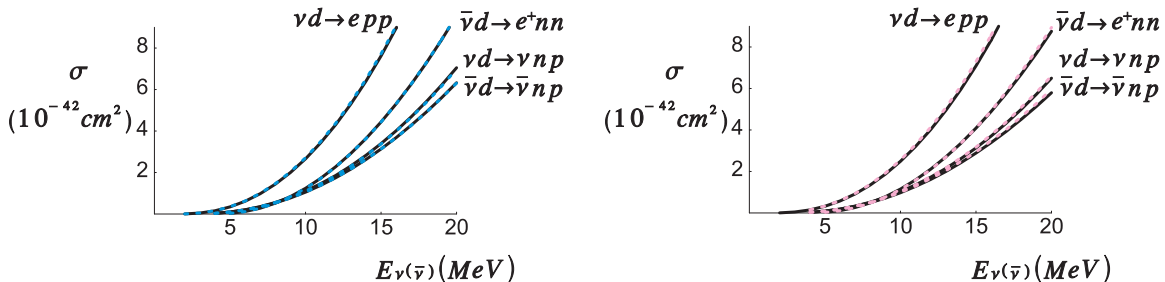 νd→epp
ν̄d→e⁺nn
νd→νnp
ν̄d→ν̄np
σ
(10⁻⁴²cm²)
8
6
4
2
5
10
15
20
E_ν(ν̄)(MeV)
νd→epp
ν̄d→e⁺nn
νd→νnp
ν̄d→ν̄np
σ
(10⁻⁴²cm²)
8
6
4
2
5
10
15
20
E_ν(ν̄)(MeV)